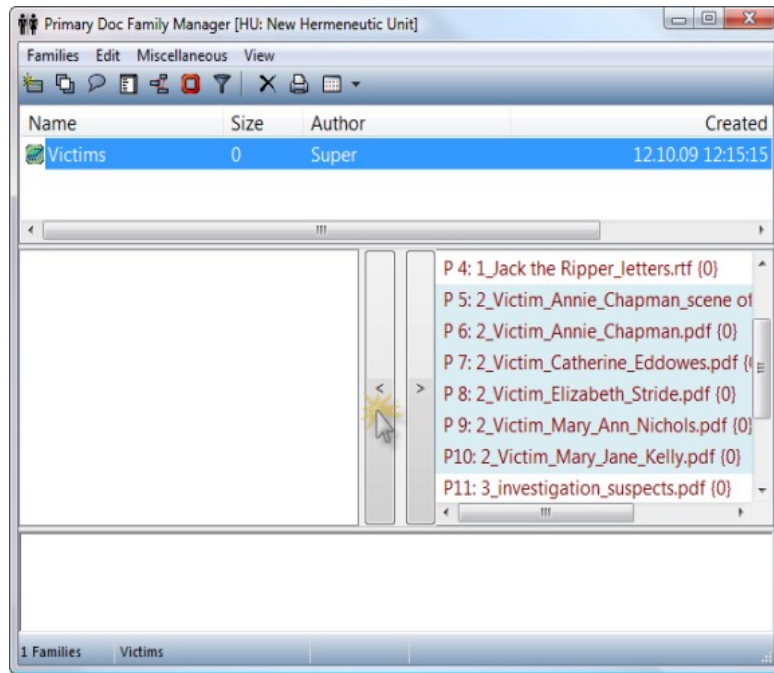 Primary Doc Family Manager [HU: New Hermeneutic Unit]
Families Edit Miscellaneous View
Name Size Author Created
Victims 0 Super 12.10.09 12:15:15
P 4: 1_Jack the Ripper_letters.rtf {0}
P 5: 2_Victim_Annie_Chapman_scene of
P 6: 2_Victim_Annie_Chapman.pdf {0}
P 7: 2_Victim_Catherine_Eddowes.pdf {
< > P 8: 2_Victim_Elizabeth_Stride.pdf {0}
P 9: 2_Victim_Mary_Ann_Nichols.pdf {0}
P10: 2_Victim_Mary_Jane_Kelly.pdf {0}
P11: 3_investigation_suspects.pdf {0}
1 Families Victims